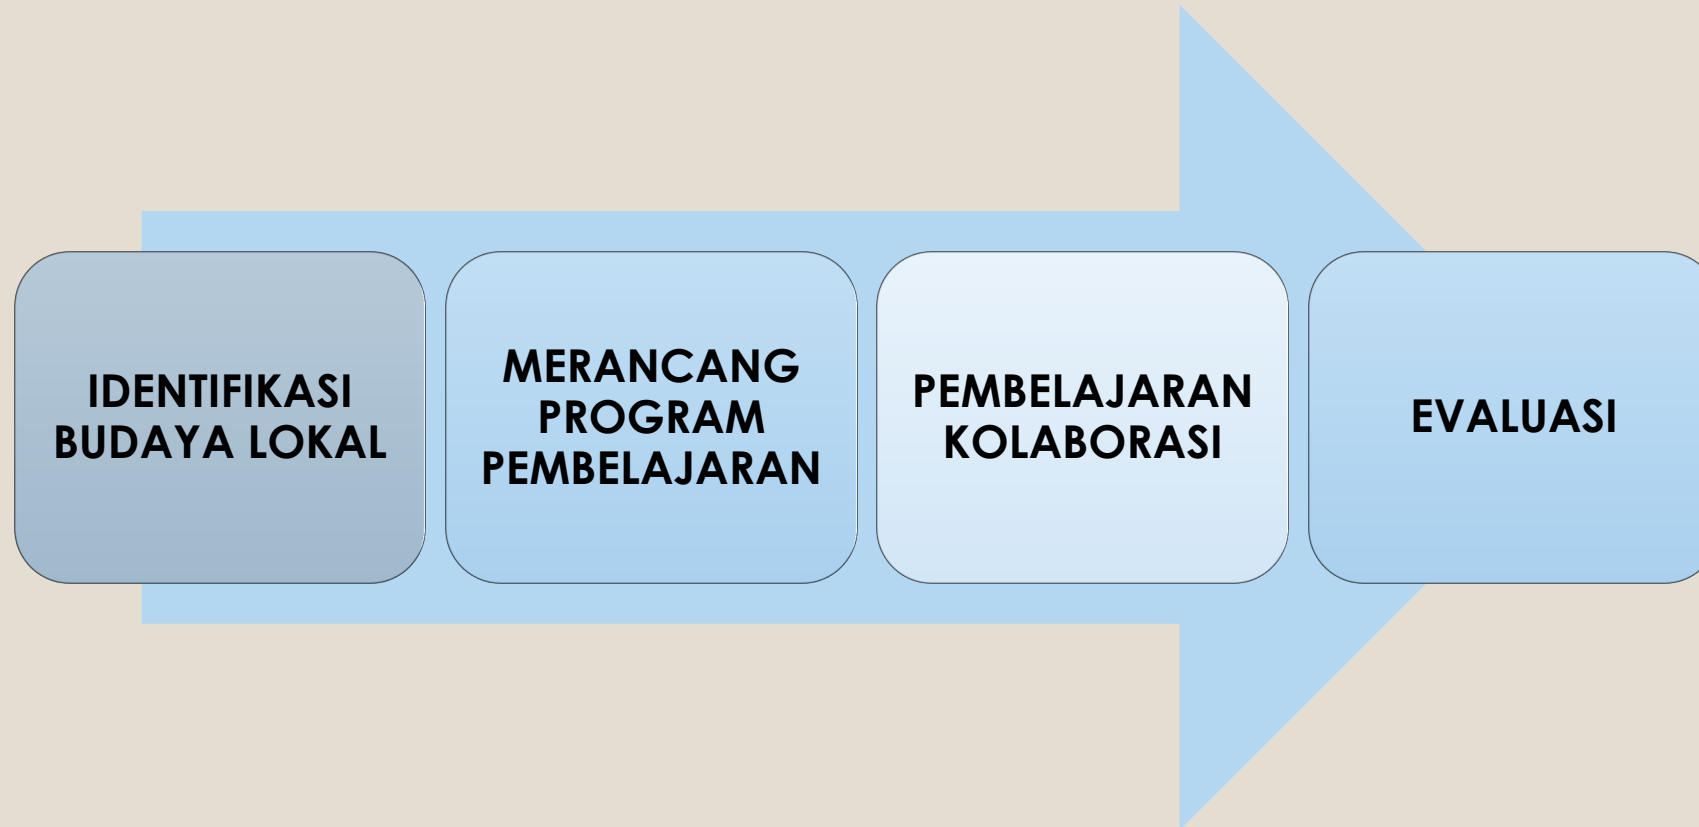 IDENTIFIKASI
BUDAYA LOKAL
MERANCANG
PROGRAM
PEMBELAJARAN
PEMBELAJARAN
KOLABORASI
EVALUASI